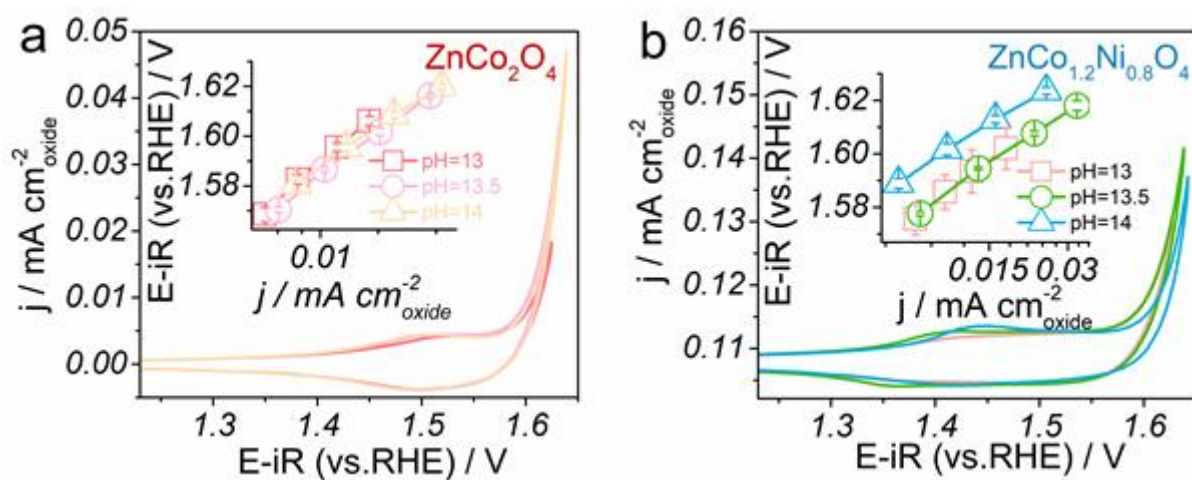 a
ZnCo2O4
j / mA cm-2oxide
0.05
0.04
0.03
0.02
0.01
0.00
E-iR (vs.RHE) / V
1.62
1.60
1.58
pH=13
pH=13.5
pH=14
0.01
j / mA cm-2oxide
1.3 1.4 1.5 1.6
E-iR (vs.RHE) / V
b
ZnCo1.2Ni0.8O4
j / mA cm-2oxide
0.16
0.15
0.14
0.13
0.12
0.11
E-iR (vs.RHE) / V
1.62
1.60
1.58
pH=13
pH=13.5
pH=14
0.015 0.03
j / mA cm-2oxide
1.3 1.4 1.5 1.6
E-iR (vs.RHE) / V